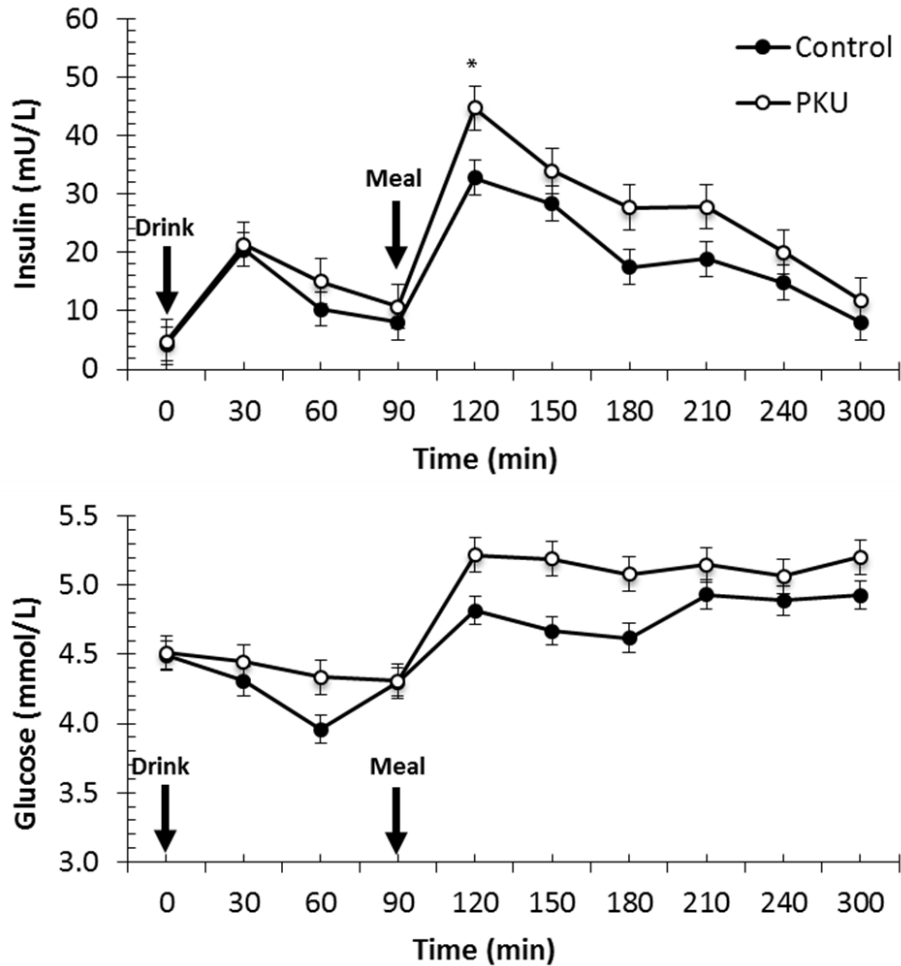 60
50
40
30
20
10
0
Insulin (mU/L)
Control
PKU
*
Drink
Meal
0 30 60 90 120 150 180 210 240 300
Time (min)
5.5
5.0
4.5
4.0
3.5
3.0
Glucose (mmol/L)
Drink
Meal
0 30 60 90 120 150 180 210 240 300
Time (min)